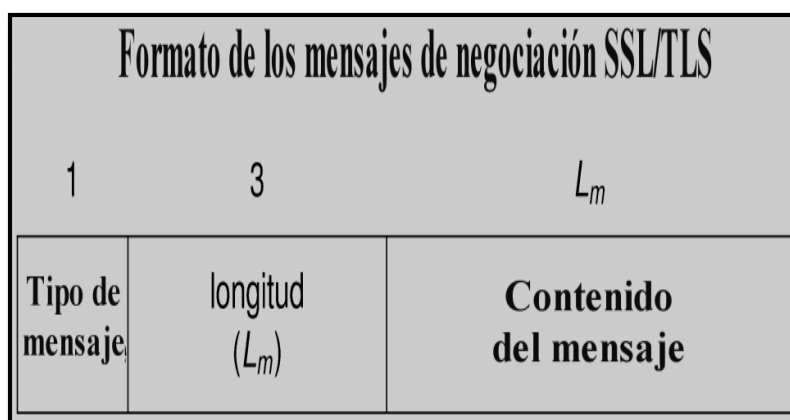 Formato de los mensajes de negociación SSL/TLS
1 3 Lm
Tipo de longitud Contenido
mensaje (Lm) del mensaje